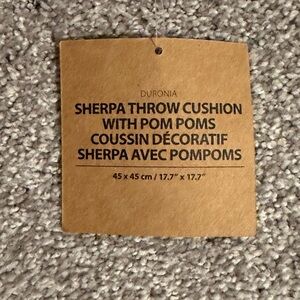 DURONIA
SHERPA THROW CUSHION
WITH POM POMS
COUSSIN DÉCORATIF
SHERPA AVEC POMPOMS
45 x 45 cm / 17.7" x 17.7"